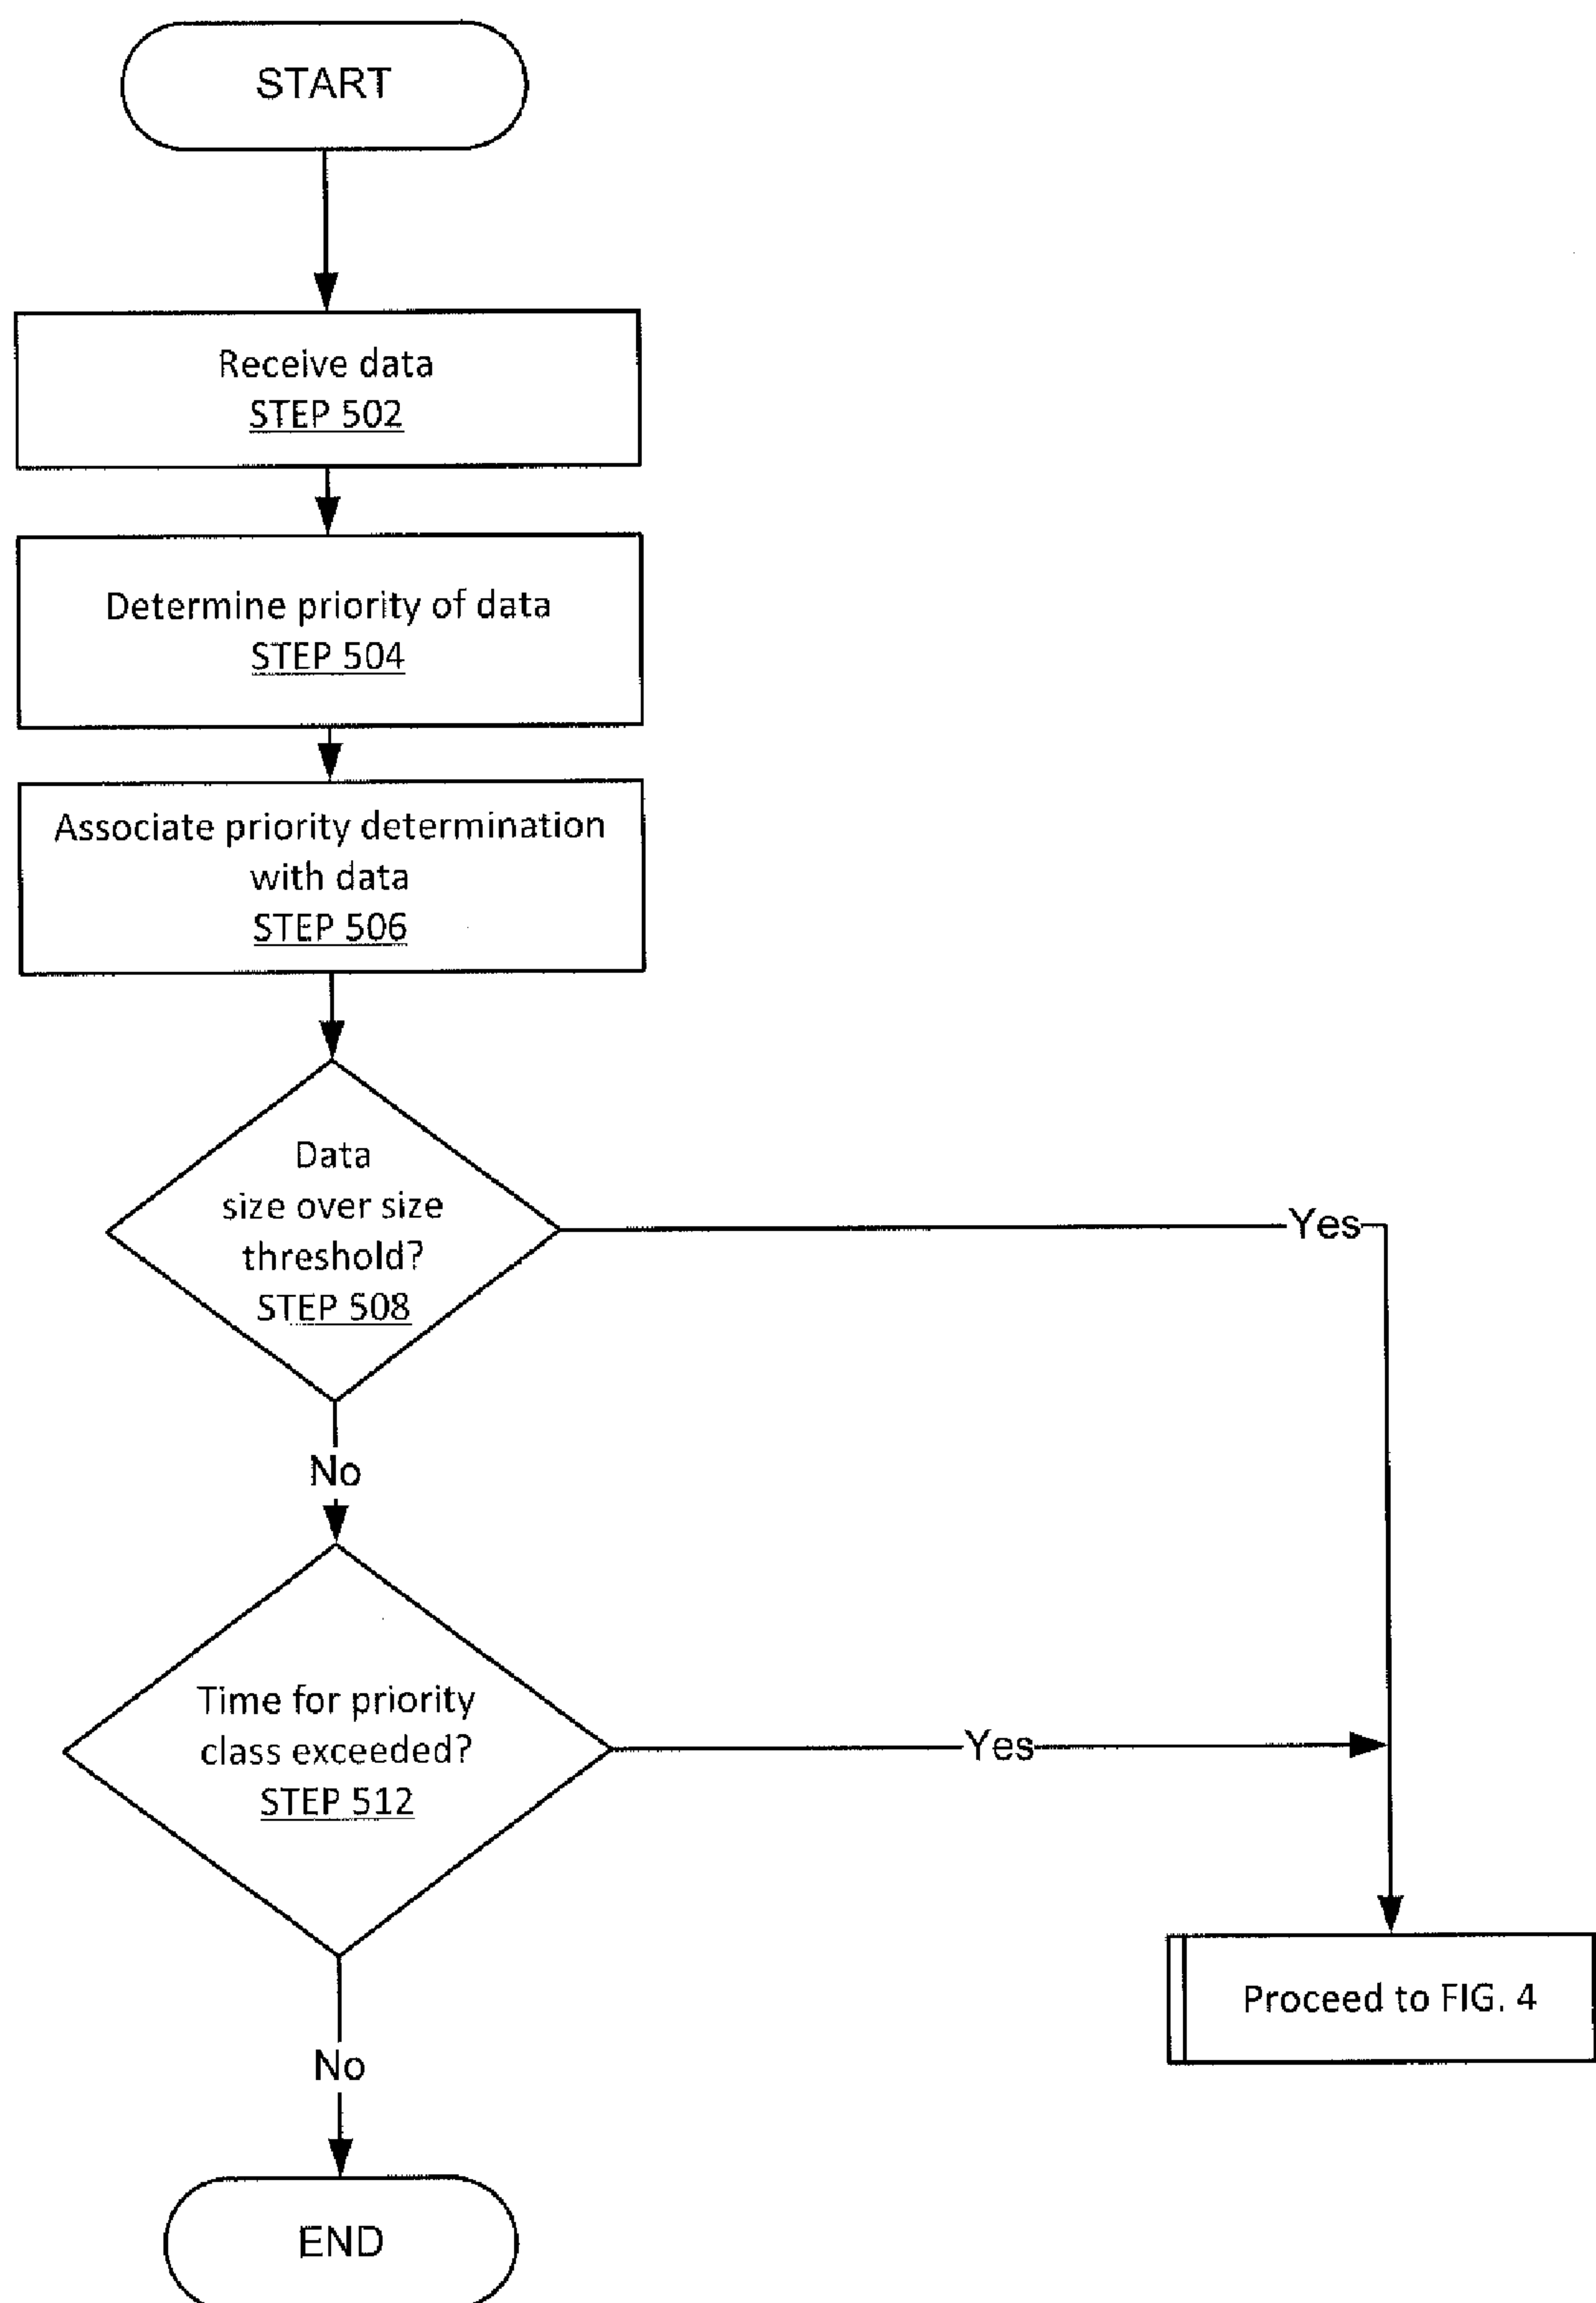 START
Receive data
STEP 502
Determine priority of data
STEP 504
Associate priority determination
with data
STEP 506
Data
size over size
threshold?
STEP 508
Yes
No
Time for priority
class exceeded?
STEP 512
Yes
Proceed to FIG. 4
No
END